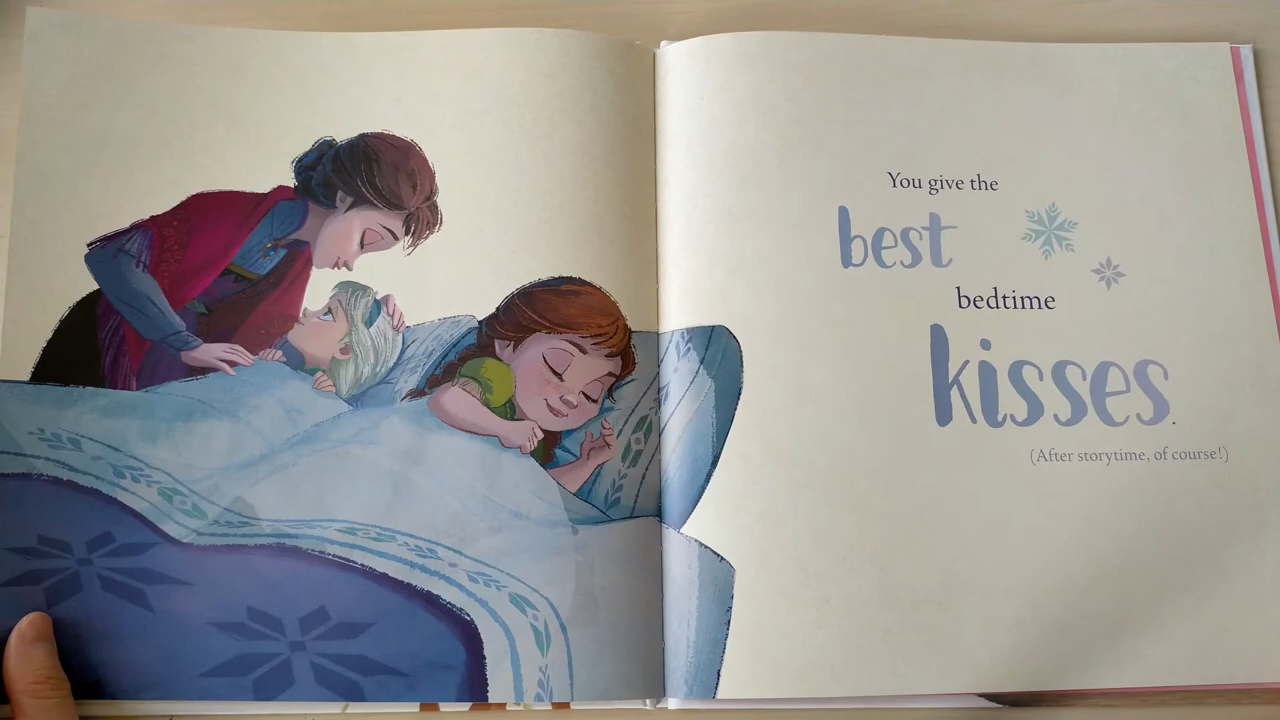 You give the
best
bedtime
kisses.
(After storytime, of course!)